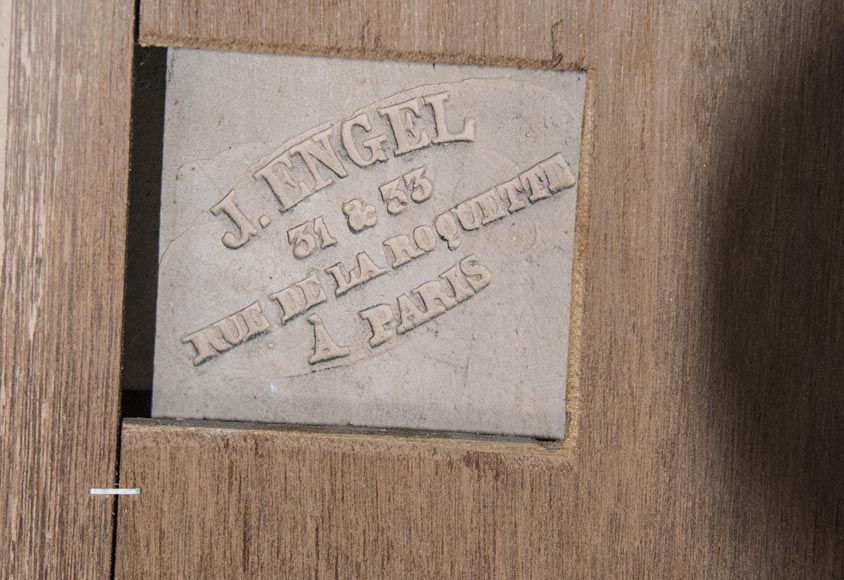 J. ENGEL
31 & 33
RUE DE LA ROQUETTE
À PARIS